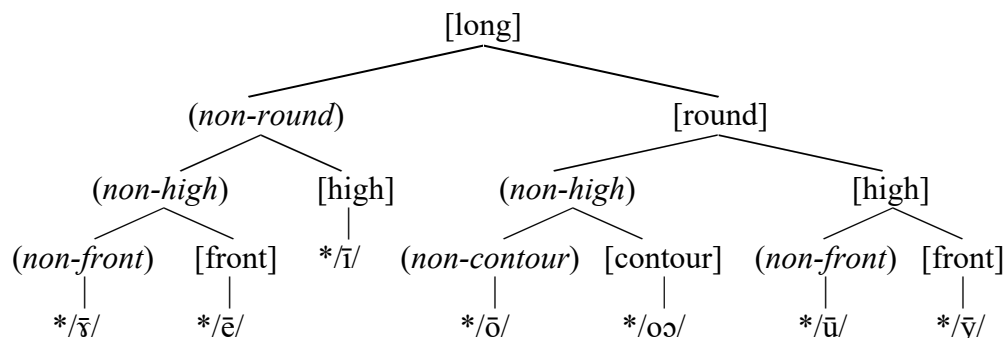 [long]
(non-round) [round]
(non-high) [high] (non-high) [high]
(non-front) [front] */ī/ (non-contour) [contour] (non-front) [front]
*/ɤ̄/ */ē/ */ō/ */oɔ/ */ū/ */ȳ/